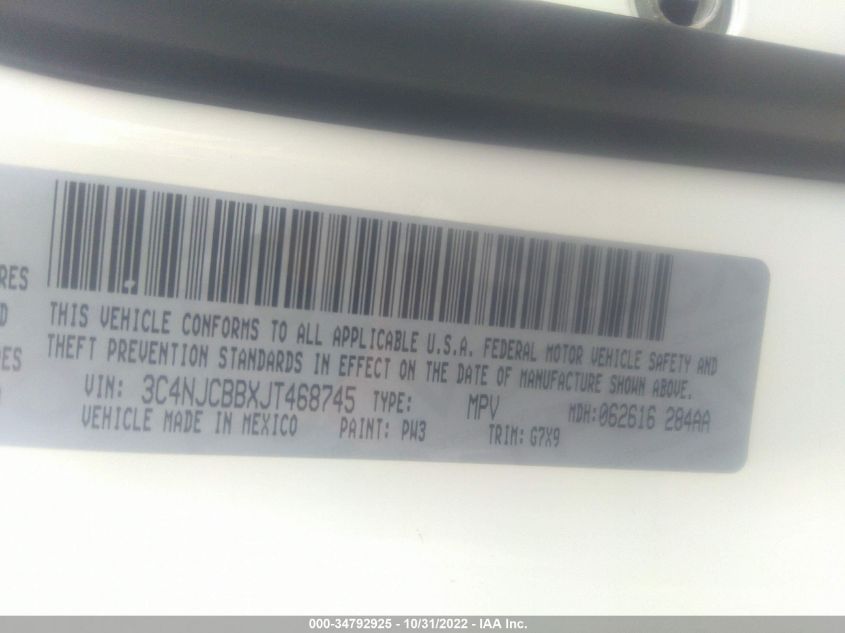 RES
D
ES
THIS VEHICLE CONFORMS TO ALL APPLICABLE U.S.A. FEDERAL MOTOR VEHICLE SAFETY AND
THEFT PREVENTION STANDARDS IN EFFECT ON THE DATE OF MANUFACTURE SHOWN ABOVE.
VIN: 3C4NJCBBXJT468745 TYPE: MPV MDH:062616 284AA
VEHICLE MADE IN MEXICO PAINT: PW3 TRIM: G7X9
000-34792925 - 10/31/2022 - IAA Inc.